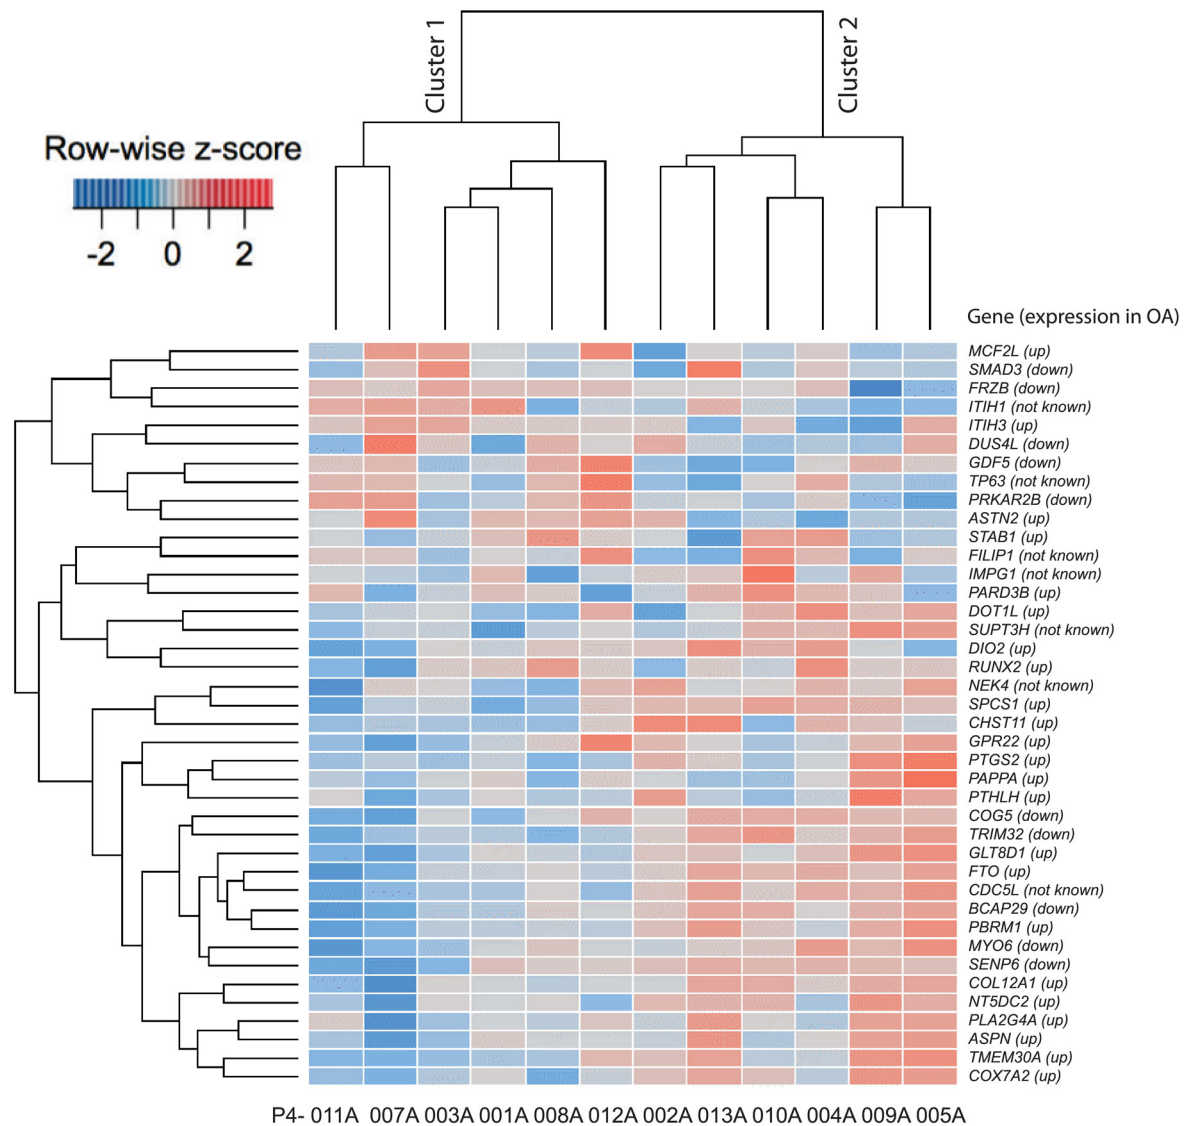 Cluster 1
Cluster 2
Row-wise z-score
-2 0 2
Gene (expression in OA)
MCF2L (up)
SMAD3 (down)
FRZB (down)
ITIH1 (not known)
ITIH3 (up)
DUS4L (down)
GDF5 (down)
TP63 (not known)
PRKAR2B (down)
ASTN2 (up)
STAB1 (up)
FILIP1 (not known)
IMPG1 (not known)
PARD3B (up)
DOT1L (up)
SUPT3H (not known)
DIO2 (up)
RUNX2 (up)
NEK4 (not known)
SPCS1 (up)
CHST11 (up)
GPR22 (up)
PTGS2 (up)
PAPPA (up)
PTHLH (up)
COG5 (down)
TRIM32 (down)
GLT8D1 (up)
FTO (up)
CDC5L (not known)
BCAP29 (down)
PBRM1 (up)
MYO6 (down)
SENP6 (down)
COL12A1 (up)
NT5DC2 (up)
PLA2G4A (up)
ASPN (up)
TMEM30A (up)
COX7A2 (up)
P4- 011A 007A 003A 001A 008A 012A 002A 013A 010A 004A 009A 005A